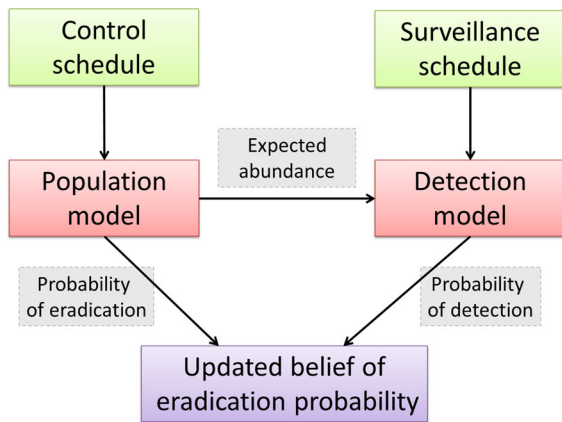 Control
schedule
Surveillance
schedule
Expected
abundance
Population
model
Detection
model
Probability
of eradication
Probability
of detection
Updated belief of
eradication probability